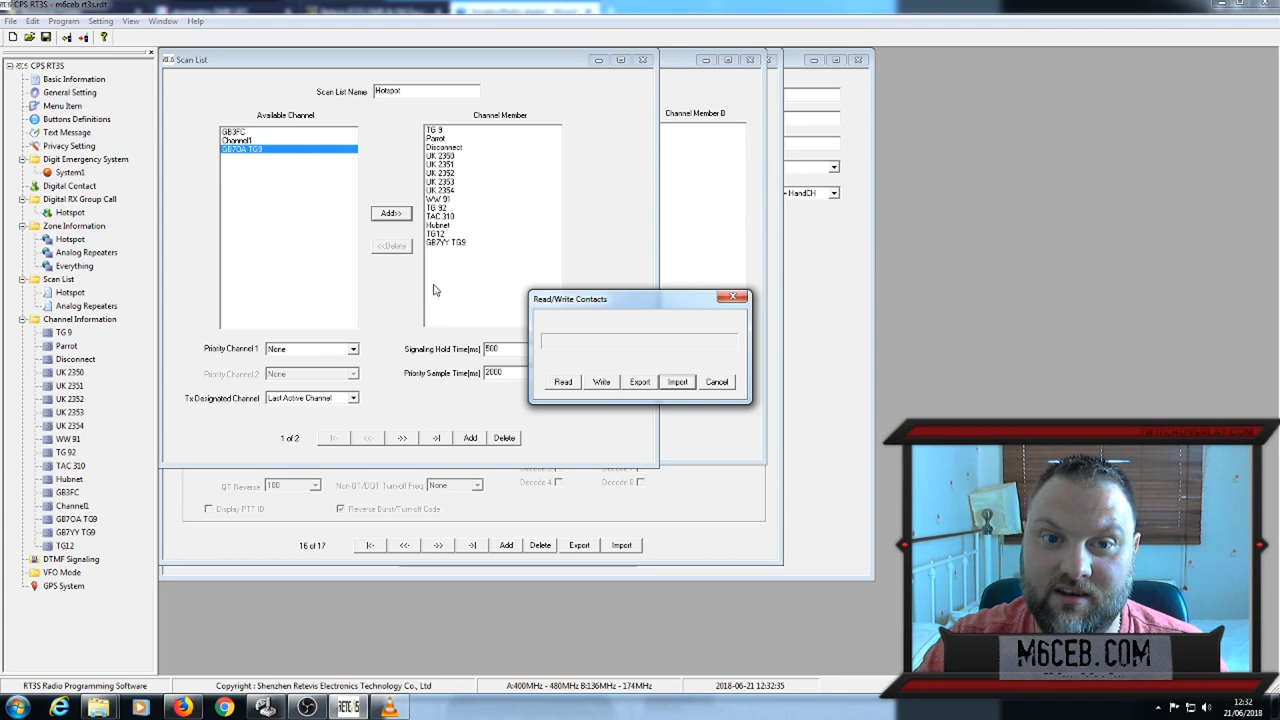 CPS RT3S - m6ceb rt3s.rdt
File Edit Program Setting View Window Help
CPS RT3S
Basic Information
General Setting
Menu Item
Buttons Definitions
Text Message
Privacy Setting
Digit Emergency System
System1
Digital Contact
Digital RX Group Call
Hotspot
Zone Information
Hotspot
Analog Repeaters
Everything
Scan List
Hotspot
Analog Repeaters
Channel Information
TG 9
Parrot
Disconnect
UK 2350
UK 2351
UK 2352
UK 2353
UK 2354
WW 91
TG 92
TAC 310
Hubnet
GB3FC
Channel1
GB7OA TG9
GB7YY TG9
TG12
DTMF Signaling
VFO Mode
GPS System
Scan List
Scan List Name Hotspot
Available Channel
GB3FC
Channel1
GB7OA TG9
Add>>
<<Delete
Channel Member
TG 9
Parrot
Disconnect
UK 2350
UK 2351
UK 2352
UK 2353
UK 2354
WW 91
TG 92
TAC 310
Hubnet
TG12
GB7YY TG9
Channel Member B
+ HandCH
Priority Channel 1 None
Signaling Hold Time[ms] 500
Priority Channel 2 None
Priority Sample Time[ms] 2000
Tx Designated Channel Last Active Channel
1 of 2 |<- <<- ->> ->| Add Delete
Read/Write Contacts
Read Write Export Import Cancel
Decode 4
QT Reverse 180 Non-QT/DQT Turn-off Freq None
Display PTT ID Reverse Burst/Turn-off Code
16 of 17 |<- <<- ->> ->| Add Delete Export Import
TWITCHOVERLAY.COM
M6CEB.COM
RT3S Radio Programming Software Copyright : Shenzhen Retevis Electronics Technology Co., Ltd A:400MHz - 480MHz B:136MHz - 174MHz 2018-06-21 12:32:35
RETEVIS
12:32
21/06/2018